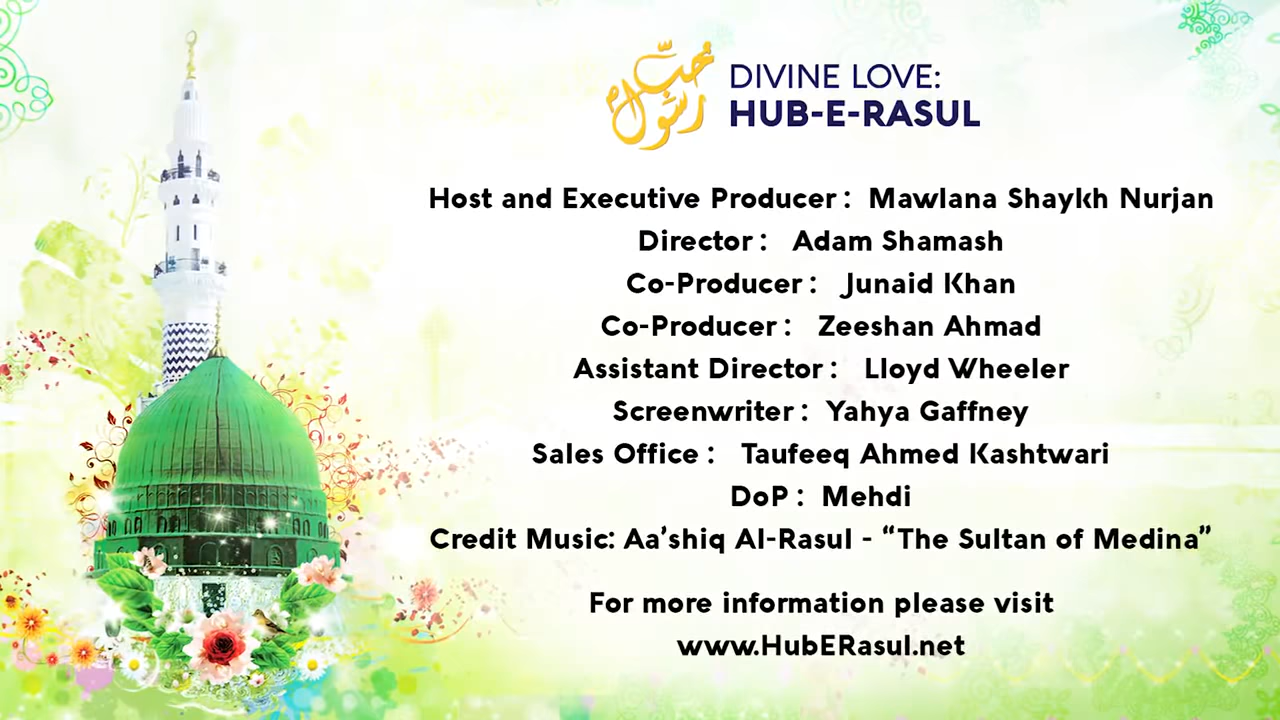 حُبِّ
رَسُول
DIVINE LOVE:
HUB-E-RASUL
Host and Executive Producer : Mawlana Shaykh Nurjan
Director : Adam Shamash
Co-Producer : Junaid Khan
Co-Producer : Zeeshan Ahmad
Assistant Director : Lloyd Wheeler
Screenwriter : Yahya Gaffney
Sales Office : Taufeeq Ahmed Kashtwari
DoP : Mehdi
Credit Music: Aa’shiq Al-Rasul - “The Sultan of Medina”
For more information please visit
www.HubERasul.net